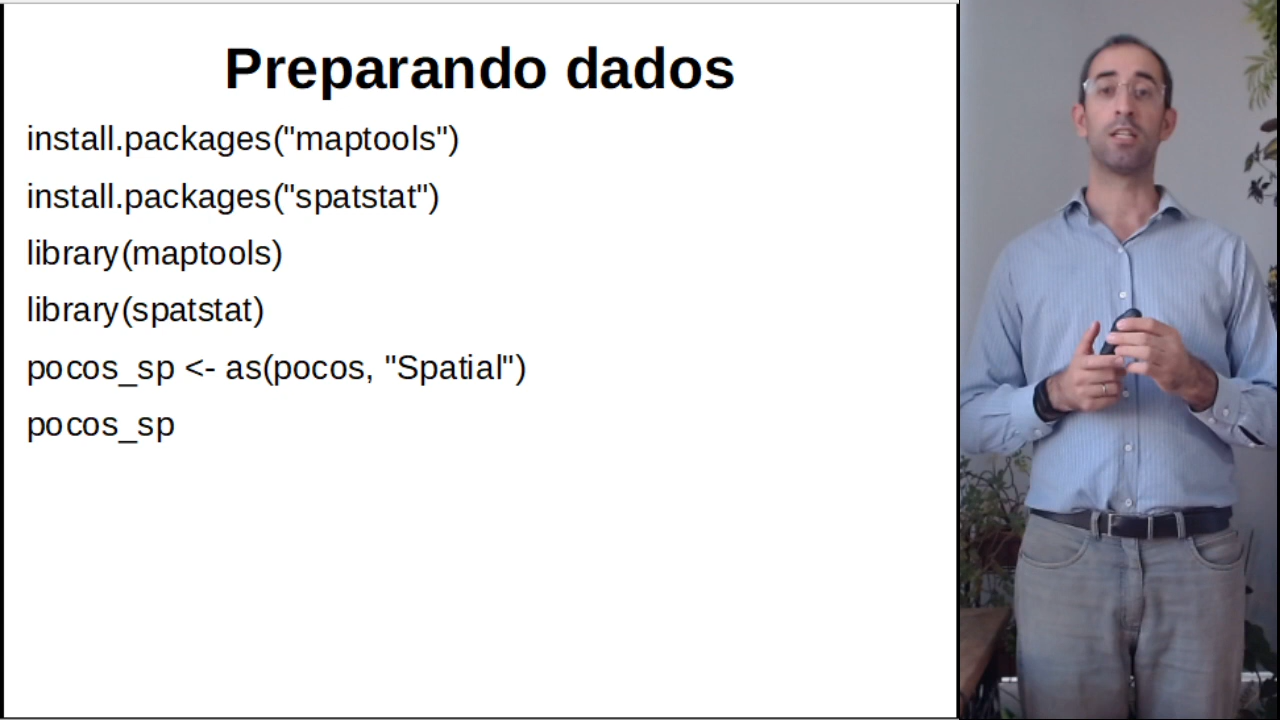 Preparando dados
install.packages("maptools")
install.packages("spatstat")
library(maptools)
library(spatstat)
pocos_sp <- as(pocos, "Spatial")
pocos_sp